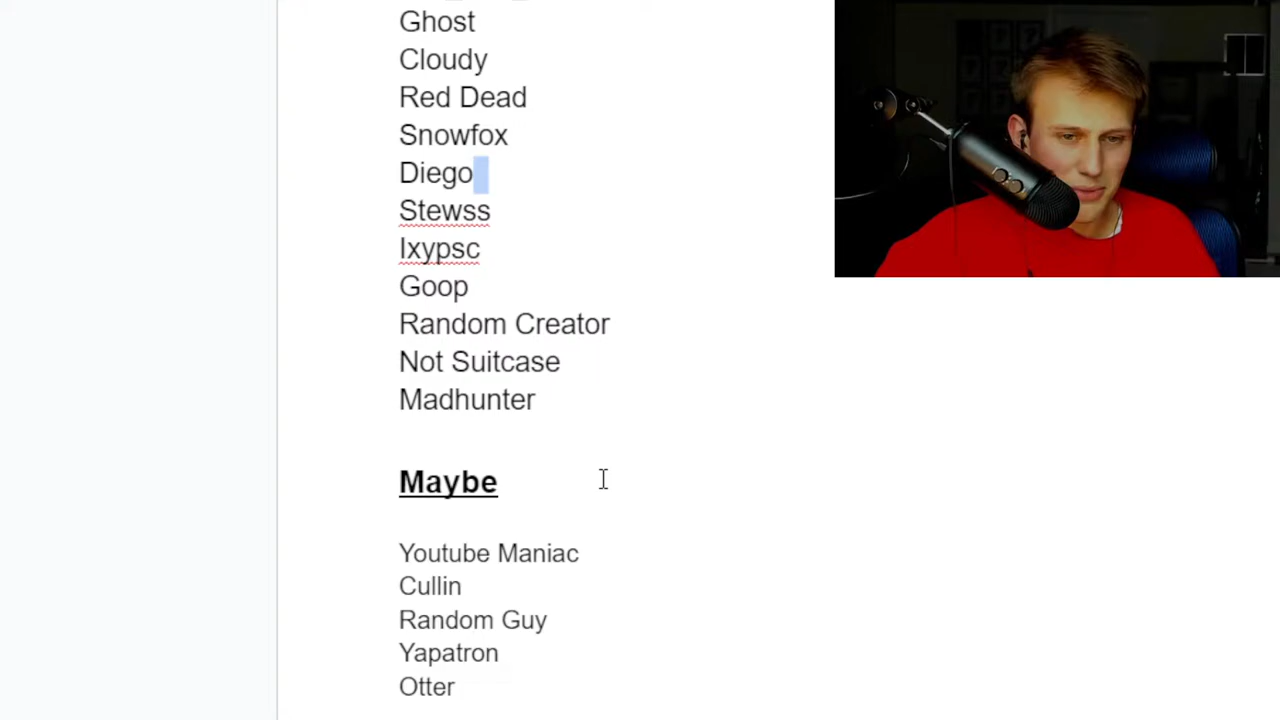 Ghost
Cloudy
Red Dead
Snowfox
Diego
Stewss
Ixypsc
Goop
Random Creator
Not Suitcase
Madhunter
Maybe
Youtube Maniac
Cullin
Random Guy
Yapatron
Otter